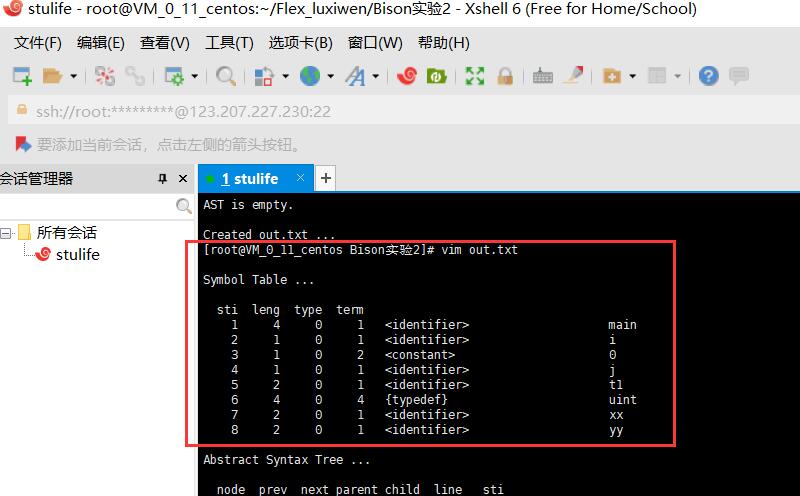 stulife - root@VM_0_11_centos:~/Flex_luxiwen/Bison实验2 - Xshell 6 (Free for Home/School)
文件(F) 编辑(E) 查看(V) 工具(T) 选项卡(B) 窗口(W) 帮助(H)
ssh://root:*********@123.207.227.230:22
要添加当前会话，点击左侧的箭头按钮。
会话管理器
1 stulife × +
所有会话
stulife
AST is empty.
Created out.txt ...
[root@VM_0_11_centos Bison实验2]# vim out.txt
Symbol Table ...
sti leng type term
1 4 0 1 <identifier> main
2 1 0 1 <identifier> i
3 1 0 2 <constant> 0
4 1 0 1 <identifier> j
5 2 0 1 <identifier> t1
6 4 0 4 {typedef} uint
7 2 0 1 <identifier> xx
8 2 0 1 <identifier> yy
Abstract Syntax Tree ...
node prev next parent child line sti